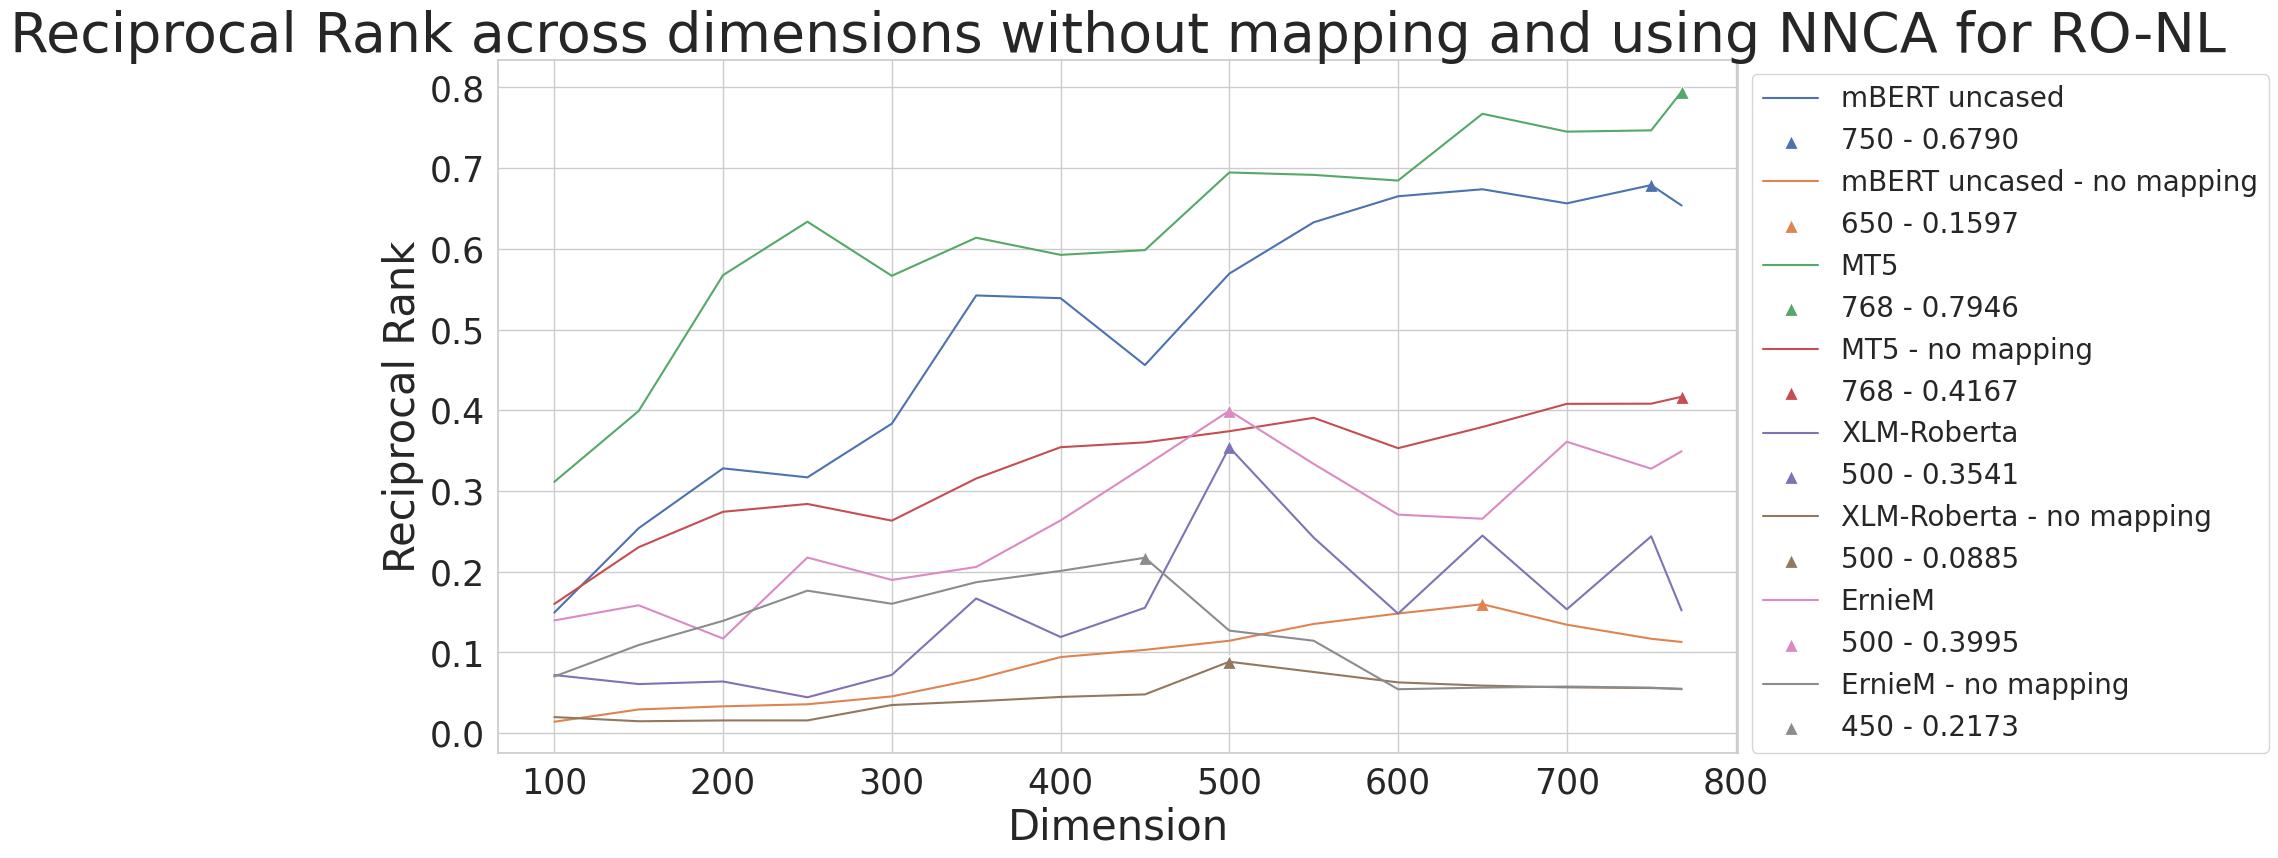 Reciprocal Rank across dimensions without mapping and using NNCA for RO-NL
0.8
0.7
0.6
0.5
0.4
0.3
0.2
0.1
0.0
Reciprocal Rank
100 200 300 400 500 600 700 800
Dimension
mBERT uncased
750 - 0.6790
mBERT uncased - no mapping
650 - 0.1597
MT5
768 - 0.7946
MT5 - no mapping
768 - 0.4167
XLM-Roberta
500 - 0.3541
XLM-Roberta - no mapping
500 - 0.0885
ErnieM
500 - 0.3995
ErnieM - no mapping
450 - 0.2173